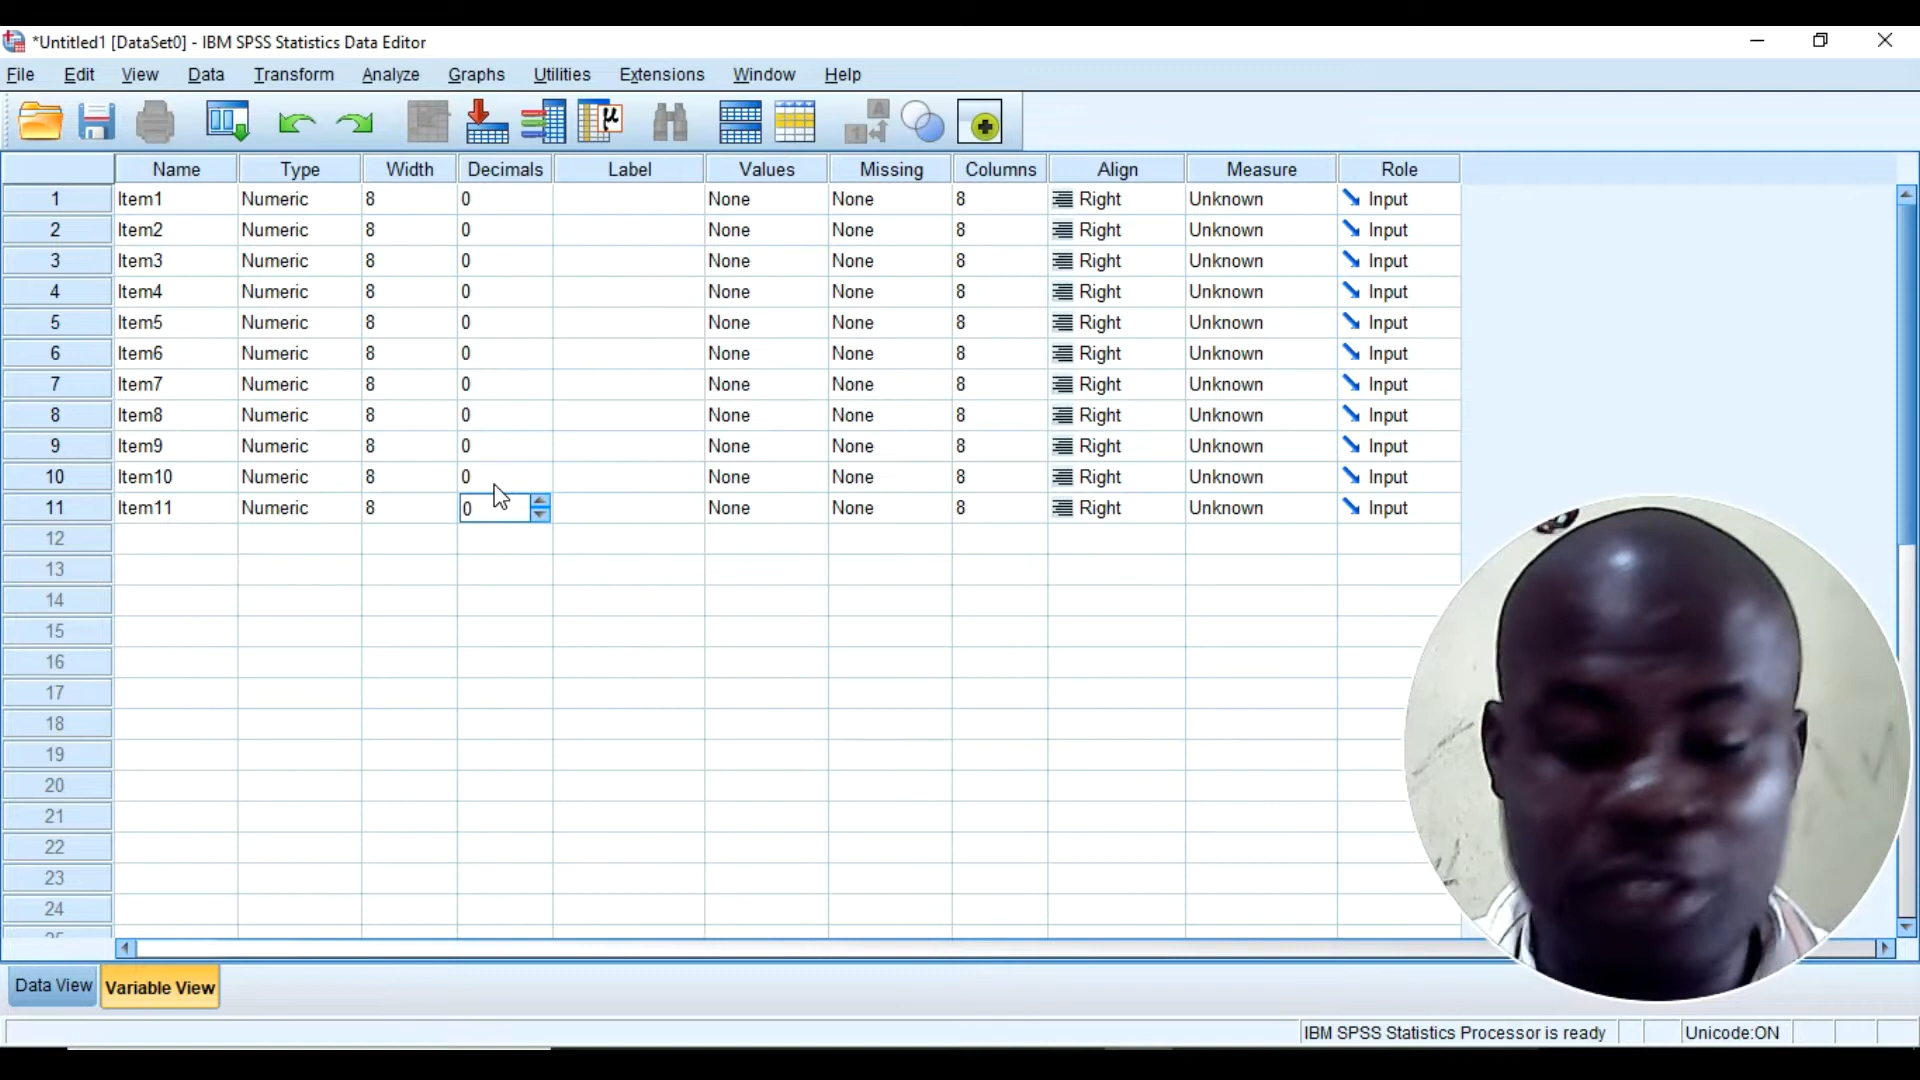 *Untitled1 [DataSet0] - IBM SPSS Statistics Data Editor
File Edit View Data Transform Analyze Graphs Utilities Extensions Window Help
Name Type Width Decimals Label Values Missing Columns Align Measure Role
1 Item1 Numeric 8 0 None None 8 Right Unknown Input
2 Item2 Numeric 8 0 None None 8 Right Unknown Input
3 Item3 Numeric 8 0 None None 8 Right Unknown Input
4 Item4 Numeric 8 0 None None 8 Right Unknown Input
5 Item5 Numeric 8 0 None None 8 Right Unknown Input
6 Item6 Numeric 8 0 None None 8 Right Unknown Input
7 Item7 Numeric 8 0 None None 8 Right Unknown Input
8 Item8 Numeric 8 0 None None 8 Right Unknown Input
9 Item9 Numeric 8 0 None None 8 Right Unknown Input
10 Item10 Numeric 8 0 None None 8 Right Unknown Input
11 Item11 Numeric 8 0 None None 8 Right Unknown Input
12
13
14
15
16
17
18
19
20
21
22
23
24
Data View Variable View
IBM SPSS Statistics Processor is ready Unicode:ON